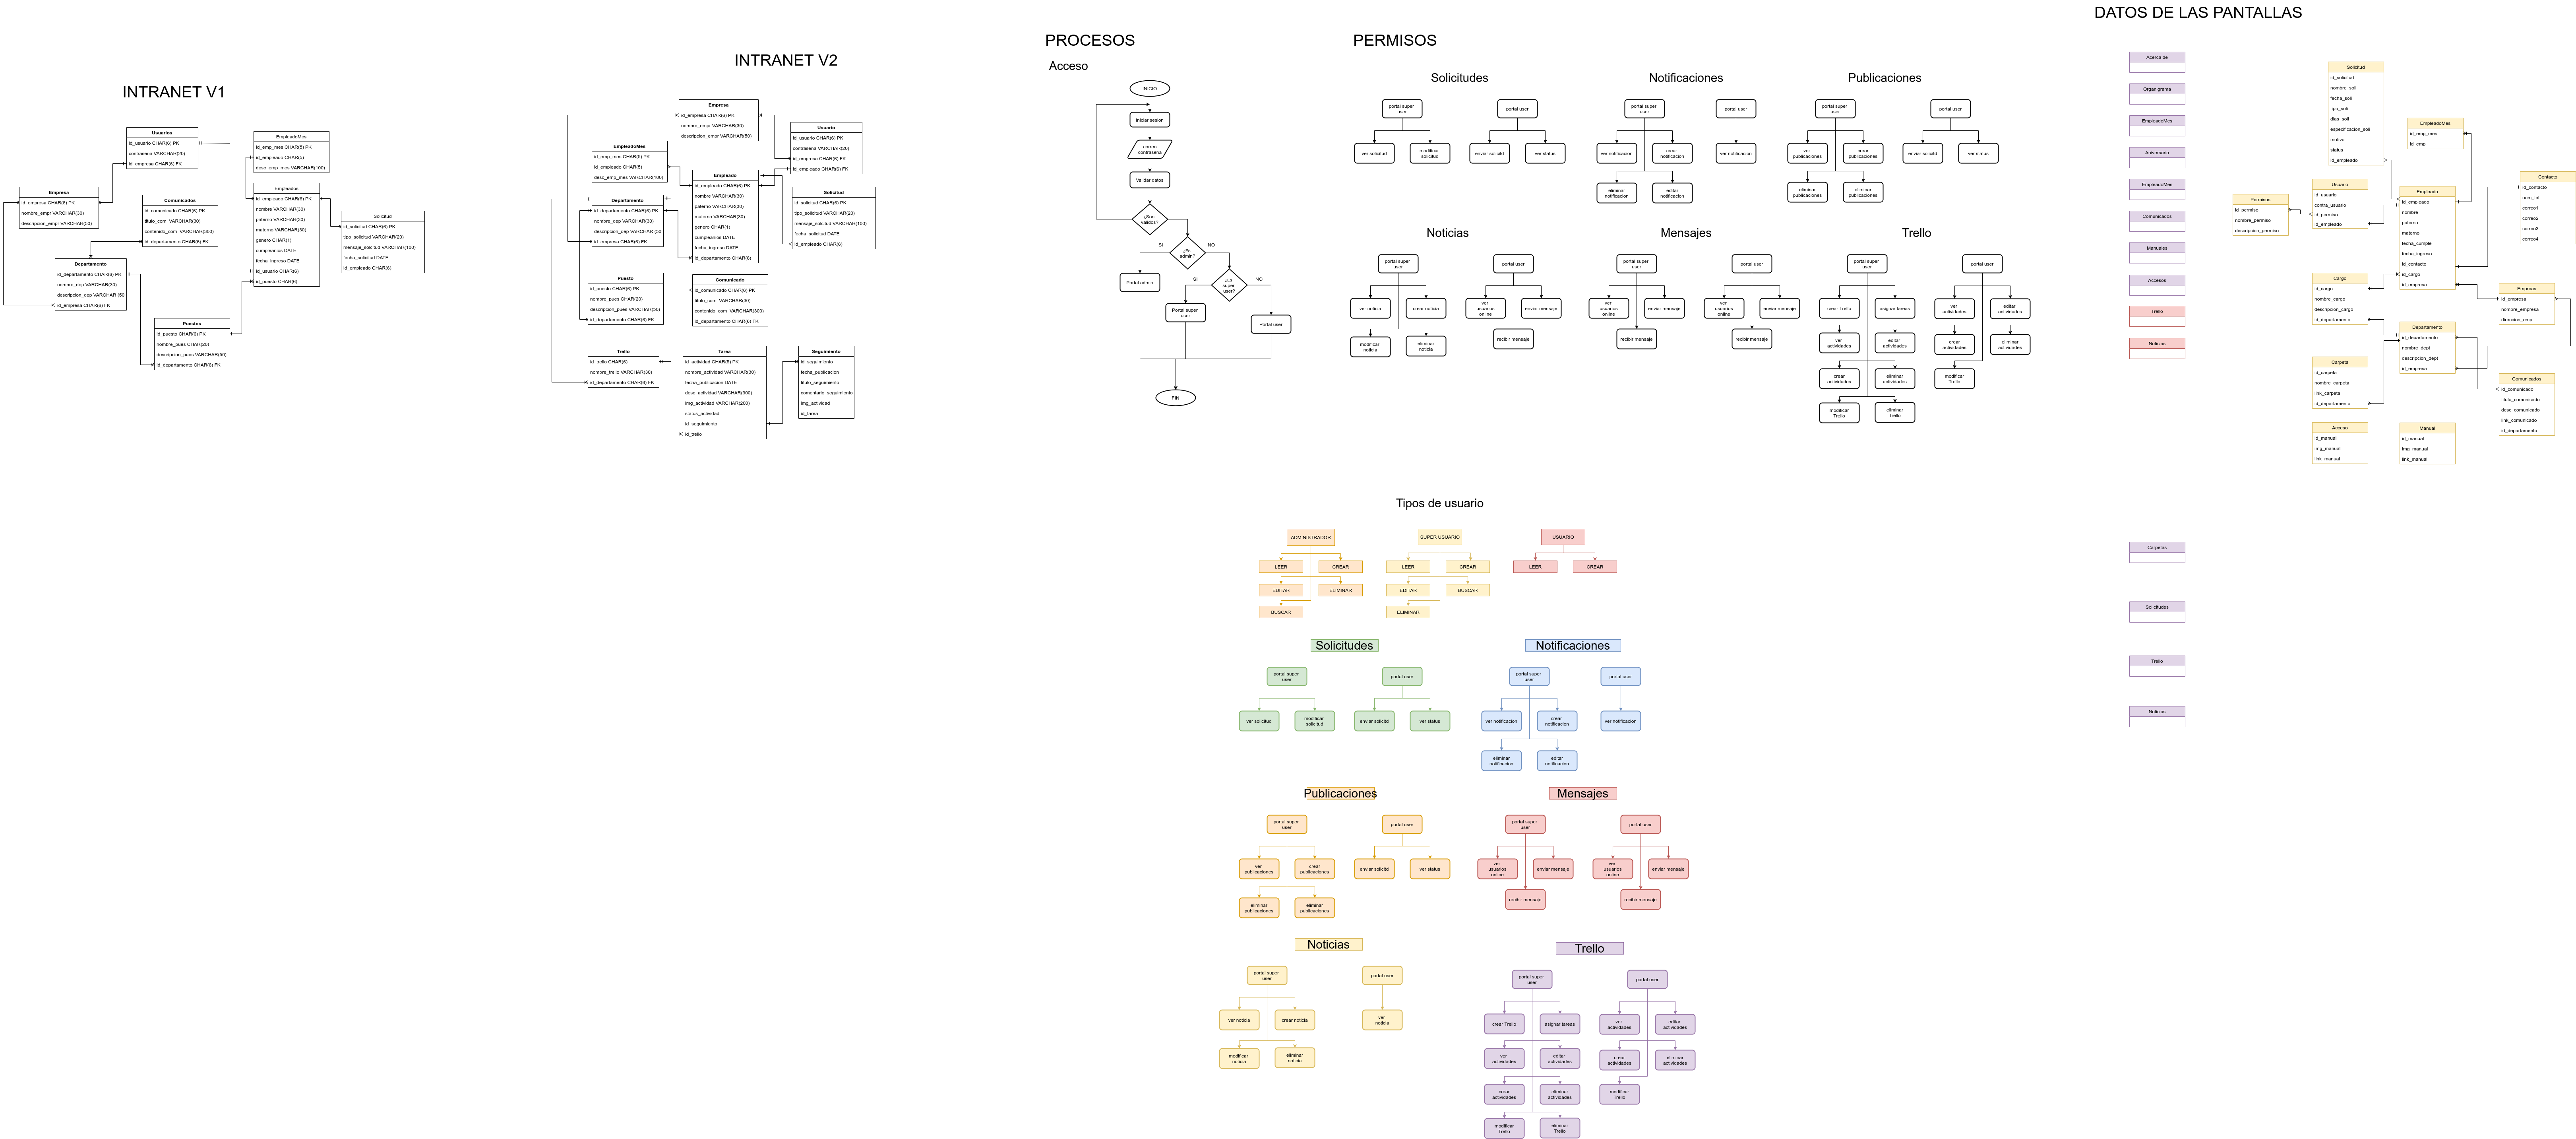 INTRANET V1
Usuarios
id_usuario CHAR(6) PK
contraseña VARCHAR(20)
id_empresa CHAR(6) FK
EmpleadoMes
id_emp_mes CHAR(5) PK
id_empleado CHAR(5)
desc_emp_mes VARCHAR(100)
Empresa
id_empresa CHAR(6) PK
nombre_empr VARCHAR(30)
descripcion_empr VARCHAR(50)
Comunicados
id_comunicado CHAR(6) PK
titulo_com VARCHAR(30)
contenido_com VARCHAR(300)
id_departamento CHAR(6) FK
Empleados
id_empleado CHAR(6) PK
nombre VARCHAR(30)
paterno VARCHAR(30)
materno VARCHAR(30)
genero CHAR(1)
cumpleanios DATE
fecha_ingreso DATE
id_usuario CHAR(6)
id_puesto CHAR(6)
Solicitud
id_solicitud CHAR(6) PK
tipo_solicitud VARCHAR(20)
mensaje_solcitud VARCHAR(100)
fecha_solicitud DATE
id_empleado CHAR(6)
Departamento
id_departamento CHAR(6) PK
nombre_dep VARCHAR(30)
descripcion_dep VARCHAR (50
id_empresa CHAR(6) FK
Puestos
id_puesto CHAR(6) PK
nombre_pues CHAR(20)
descripcion_pues VARCHAR(50)
id_departamento CHAR(6) FK
INTRANET V2
Empresa
id_empresa CHAR(6) PK
nombre_empr VARCHAR(30)
descripcion_empr VARCHAR(50)
Usuario
id_usuario CHAR(6) PK
contraseña VARCHAR(20)
id_empresa CHAR(6) FK
id_empleado CHAR(6) FK
EmpleadoMes
id_emp_mes CHAR(5) PK
id_empleado CHAR(5)
desc_emp_mes VARCHAR(100)
Empleado
id_empleado CHAR(6) PK
nombre VARCHAR(30)
paterno VARCHAR(30)
materno VARCHAR(30)
genero CHAR(1)
cumpleanios DATE
fecha_ingreso DATE
id_departamento CHAR(6)
Solicitud
id_solicitud CHAR(6) PK
tipo_solicitud VARCHAR(20)
mensaje_solcitud VARCHAR(100)
fecha_solicitud DATE
id_empleado CHAR(6)
Departamento
id_departamento CHAR(6) PK
nombre_dep VARCHAR(30)
descripcion_dep VARCHAR (50
id_empresa CHAR(6) FK
Puesto
id_puesto CHAR(6) PK
nombre_pues CHAR(20)
descripcion_pues VARCHAR(50)
id_departamento CHAR(6) FK
Comunicado
id_comunicado CHAR(6) PK
titulo_com VARCHAR(30)
contenido_com VARCHAR(300)
id_departamento CHAR(6) FK
Trello
id_trello CHAR(6)
nombre_trello VARCHAR(30)
id_departamento CHAR(6) FK
Tarea
id_actividad CHAR(5) PK
nombre_actividad VARCHAR(30)
fecha_publicacion DATE
desc_actividad VARCHAR(300)
img_actividad VARCHAR(200)
status_actividad
id_seguimiento
id_trello
Seguimiento
id_seguimiento
fecha_publicacion
titulo_seguimiento
comentario_seguimiento
img_actividad
id_tarea
PROCESOS
Acceso
INICIO
Iniciar sesion
correo
contrasena
Validar datos
¿Son
validos?
SI
NO
¿Es
admin?
SI
NO
¿Es
super
user?
Portal admin
Portal super
user
Portal user
FIN
PERMISOS
Solicitudes
portal super
user
portal user
ver solicitud
modificar
solicitud
enviar solicitd
ver status
Notificaciones
portal super
user
portal user
ver notificacion
crear
notificacion
ver notificacion
eliminar
notificacion
editar
notificacion
Publicaciones
portal super
user
portal user
ver
publicaciones
crear
publicaciones
enviar solicitd
ver status
eliminar
publicaciones
eliminar
publicaciones
Noticias
portal super
user
portal user
ver noticia
crear noticia
ver
usuarios
online
enviar mensaje
modificar
noticia
eliminar
noticia
recibir mensaje
Mensajes
portal super
user
portal user
ver
usuarios
online
enviar mensaje
ver
usuarios
online
enviar mensaje
recibir mensaje
recibir mensaje
Trello
portal super
user
portal user
crear Trello
asignar tareas
ver
actividades
editar
actividades
ver
actividades
editar
actividades
crear
actividades
eliminar
actividades
crear
actividades
eliminar
actividades
modificar
Trello
modificar
Trello
eliminar
Trello
Tipos de usuario
ADMINISTRADOR
LEER
CREAR
EDITAR
ELIMINAR
BUSCAR
SUPER USUARIO
LEER
CREAR
EDITAR
BUSCAR
ELIMINAR
USUARIO
LEER
CREAR
Solicitudes
portal super
user
portal user
ver solicitud
modificar
solicitud
enviar solicitd
ver status
Notificaciones
portal super
user
portal user
ver notificacion
crear
notificacion
ver notificacion
eliminar
notificacion
editar
notificacion
Publicaciones
portal super
user
portal user
ver
publicaciones
crear
publicaciones
enviar solicitd
ver status
eliminar
publicaciones
eliminar
publicaciones
Mensajes
portal super
user
portal user
ver
usuarios
online
enviar mensaje
ver
usuarios
online
enviar mensaje
recibir mensaje
recibir mensaje
Noticias
portal super
user
portal user
ver noticia
crear noticia
ver
noticia
modificar
noticia
eliminar
noticia
Trello
portal super
user
portal user
crear Trello
asignar tareas
ver
actividades
editar
actividades
ver
actividades
editar
actividades
crear
actividades
eliminar
actividades
crear
actividades
eliminar
actividades
modificar
Trello
modificar
Trello
eliminar
Trello
DATOS DE LAS PANTALLAS
Acerca de
Organigrama
EmpleadoMes
Aniversario
EmpleadoMes
Comunicados
Manuales
Accesos
Trello
Noticias
Carpetas
Solicitudes
Trello
Noticias
Solicitud
id_solicitud
nombre_soli
fecha_soli
tipo_soli
dias_soli
especificacion_soli
motivo
status
id_empleado
EmpleadoMes
id_emp_mes
id_emp
Contacto
id_contacto
num_tel
correo1
correo2
correo3
correo4
Permisos
id_permiso
nombre_permiso
descripcion_permiso
Usuario
id_usuario
contra_usuario
id_permiso
id_empleado
Empleado
id_empleado
nombre
paterno
materno
fecha_cumple
fecha_ingreso
id_contacto
id_cargo
id_empresa
Cargo
id_cargo
nombre_cargo
descripcion_cargo
id_departamento
Empreas
id_empresa
nombre_empresa
direccion_emp
Departamento
id_departamento
nombre_dept
descripcion_dept
id_empresa
Carpeta
id_carpeta
nombre_carpeta
link_carpeta
id_departamento
Comunicados
id_comunicado
titulo_comunicado
desc_comunicado
link_comunicado
id_departamento
Acceso
id_manual
img_manual
link_manual
Manual
id_manual
img_manual
link_manual